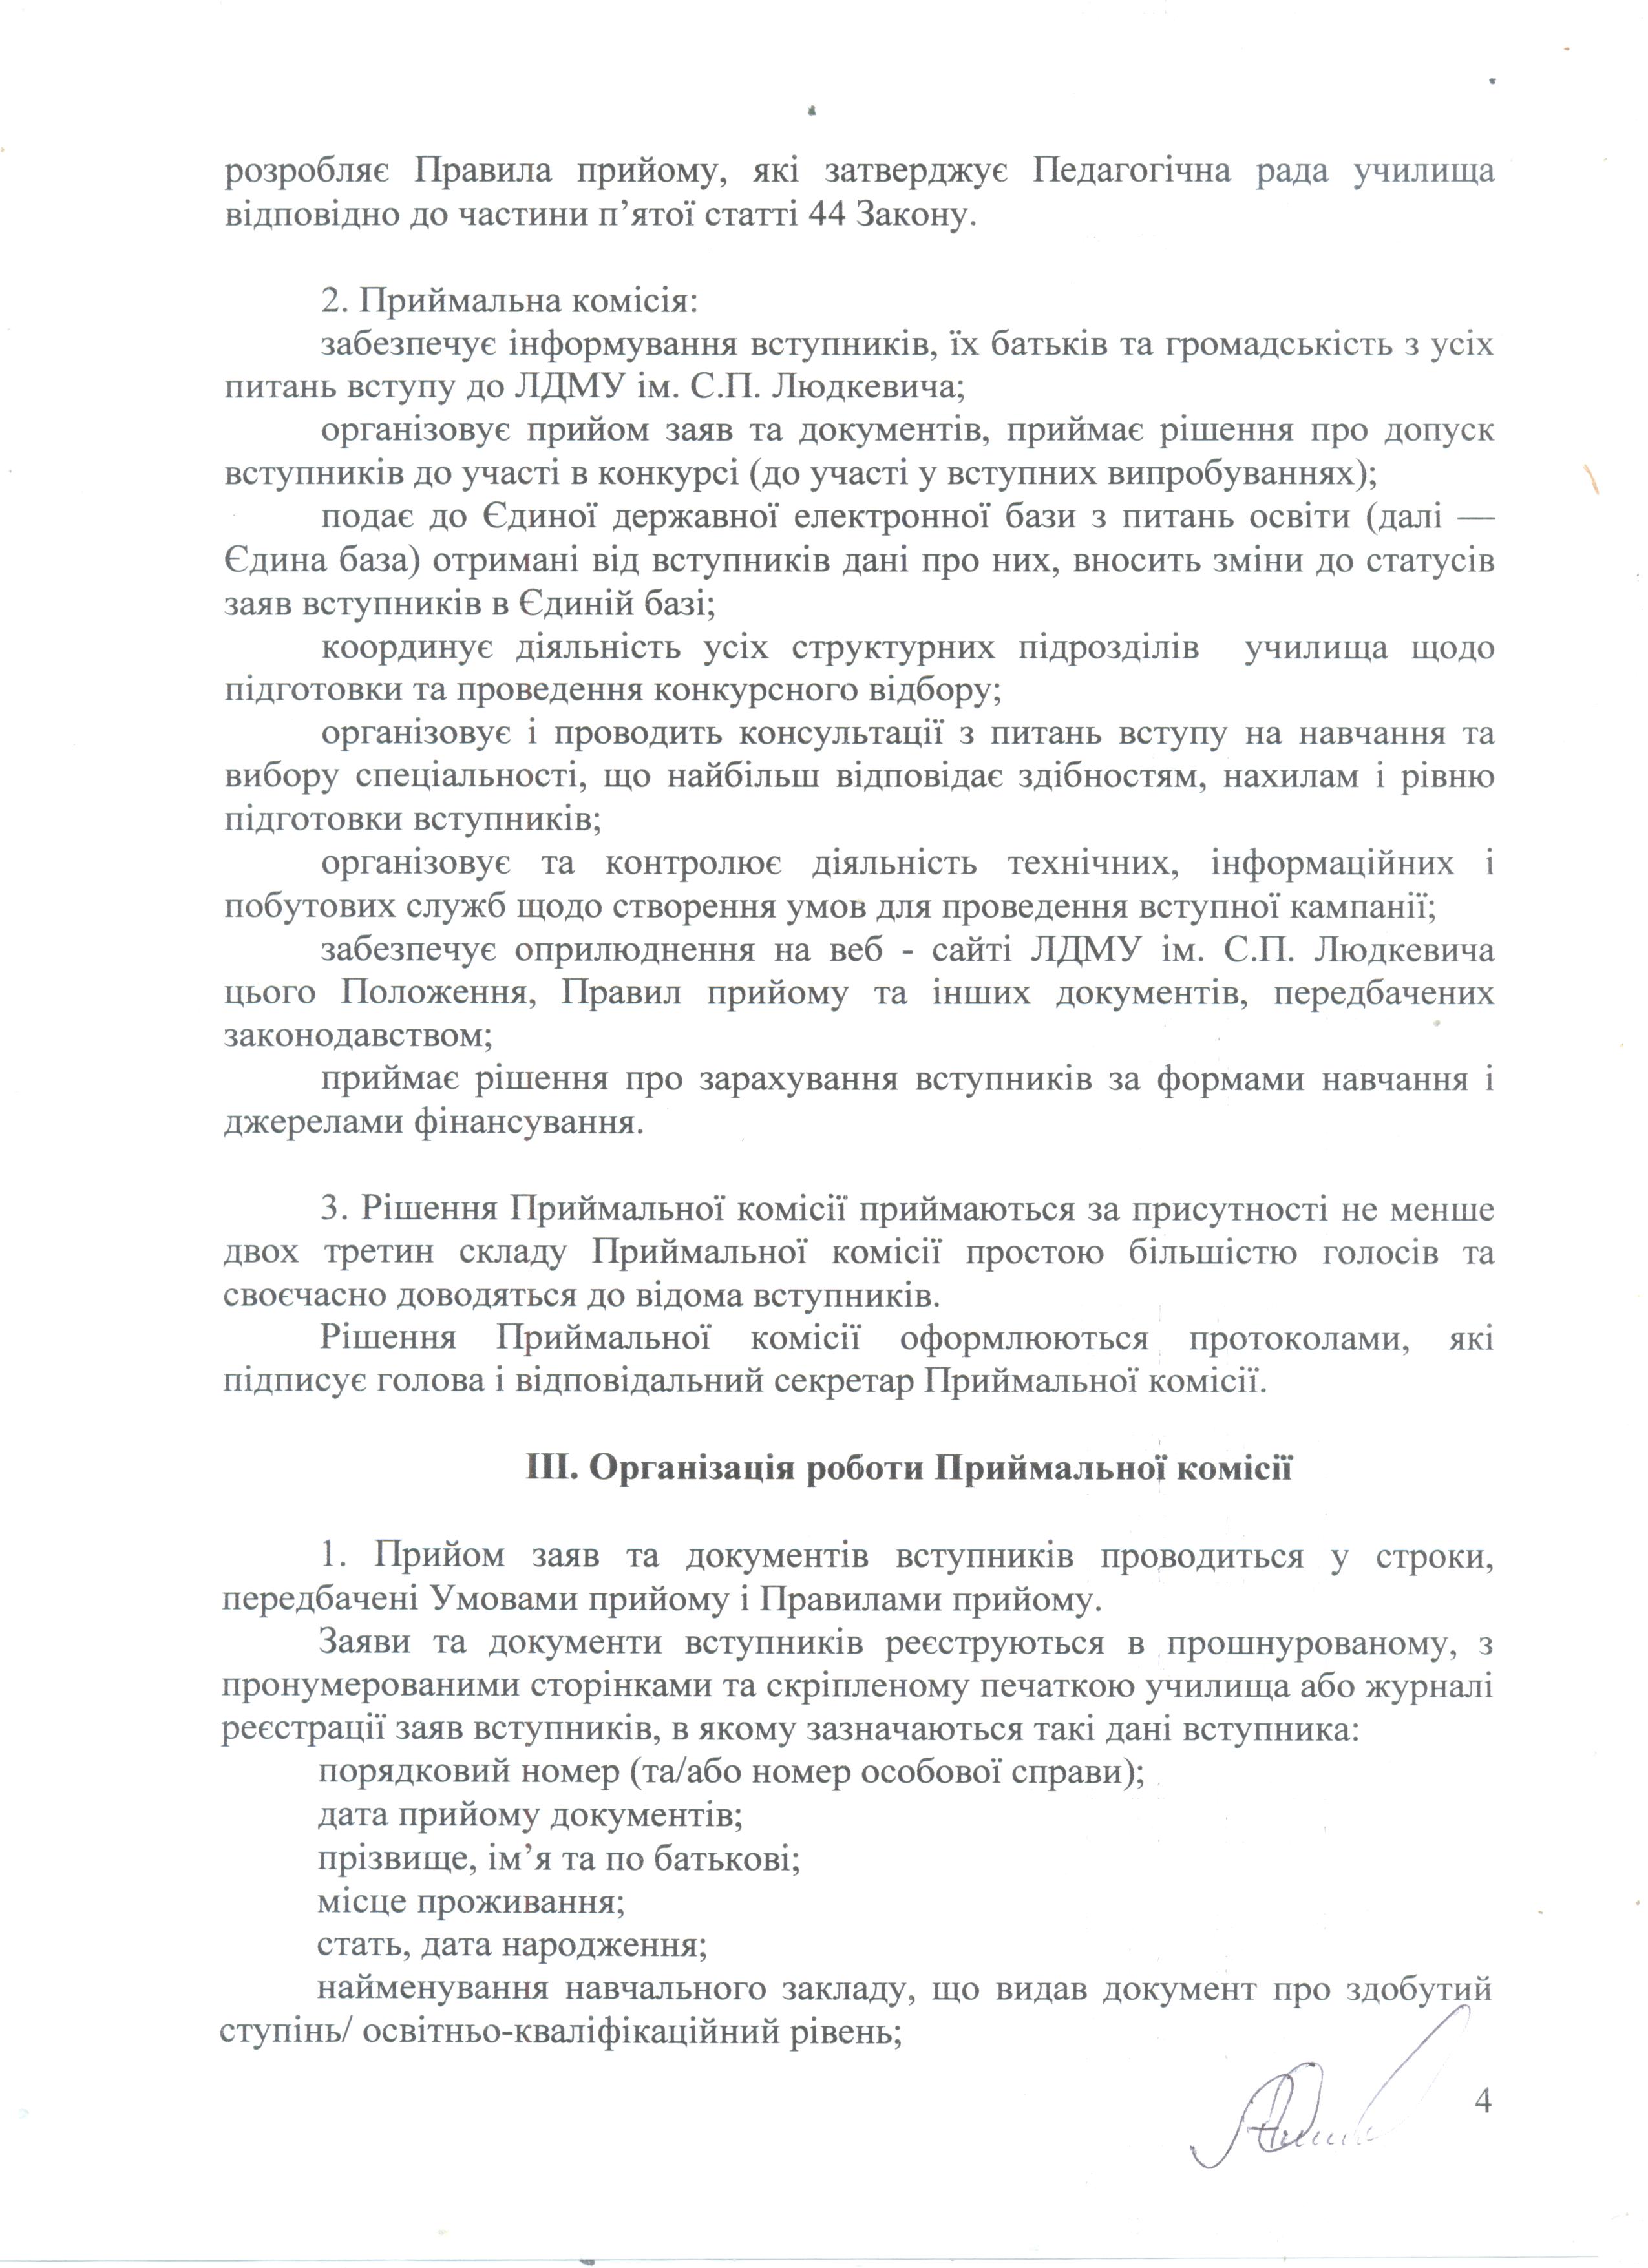 розробляє Правила прийому, які затверджує Педагогічна рада училища
відповідно до частини п’ятої статті 44 Закону.
2. Приймальна комісія:
забезпечує інформування вступників, їх батьків та громадськість з усіх
питань вступу до ЛДМУ ім. С.П. Людкевича;
організовує прийом заяв та документів, приймає рішення про допуск
вступників до участі в конкурсі (до участі у вступних випробуваннях);
подає до Єдиної державної електронної бази з питань освіти (далі —
Єдина база) отримані від вступників дані про них, вносить зміни до статусів
заяв вступників в Єдиній базі;
координує діяльність усіх структурних підрозділів училища щодо
підготовки та проведення конкурсного відбору;
організовує і проводить консультації з питань вступу на навчання та
вибору спеціальності, що найбільш відповідає здібностям, нахилам і рівню
підготовки вступників;
організовує та контролює діяльність технічних, інформаційних і
побутових служб щодо створення умов для проведення вступної кампанії;
забезпечує оприлюднення на веб - сайті ЛДМУ ім. С.П. Людкевича
цього Положення, Правил прийому та інших документів, передбачених
законодавством;
приймає рішення про зарахування вступників за формами навчання і
джерелами фінансування.
3. Рішення Приймальної комісії приймаються за присутності не менше
двох третин складу Приймальної комісії простою більшістю голосів та
своєчасно доводяться до відома вступників.
Рішення Приймальної комісії оформлюються протоколами, які
підписує голова і відповідальний секретар Приймальної комісії.
ІІІ. Організація роботи Приймальної комісії
1. Прийом заяв та документів вступників проводиться у строки,
передбачені Умовами прийому і Правилами прийому.
Заяви та документи вступників реєструються в прошнурованому, з
пронумерованими сторінками та скріпленому печаткою училища або журналі
реєстрації заяв вступників, в якому зазначаються такі дані вступника:
порядковий номер (та/або номер особової справи);
дата прийому документів;
прізвище, ім’я та по батькові;
місце проживання;
стать, дата народження;
найменування навчального закладу, що видав документ про здобутий
ступінь/ освітньо-кваліфікаційний рівень;
4